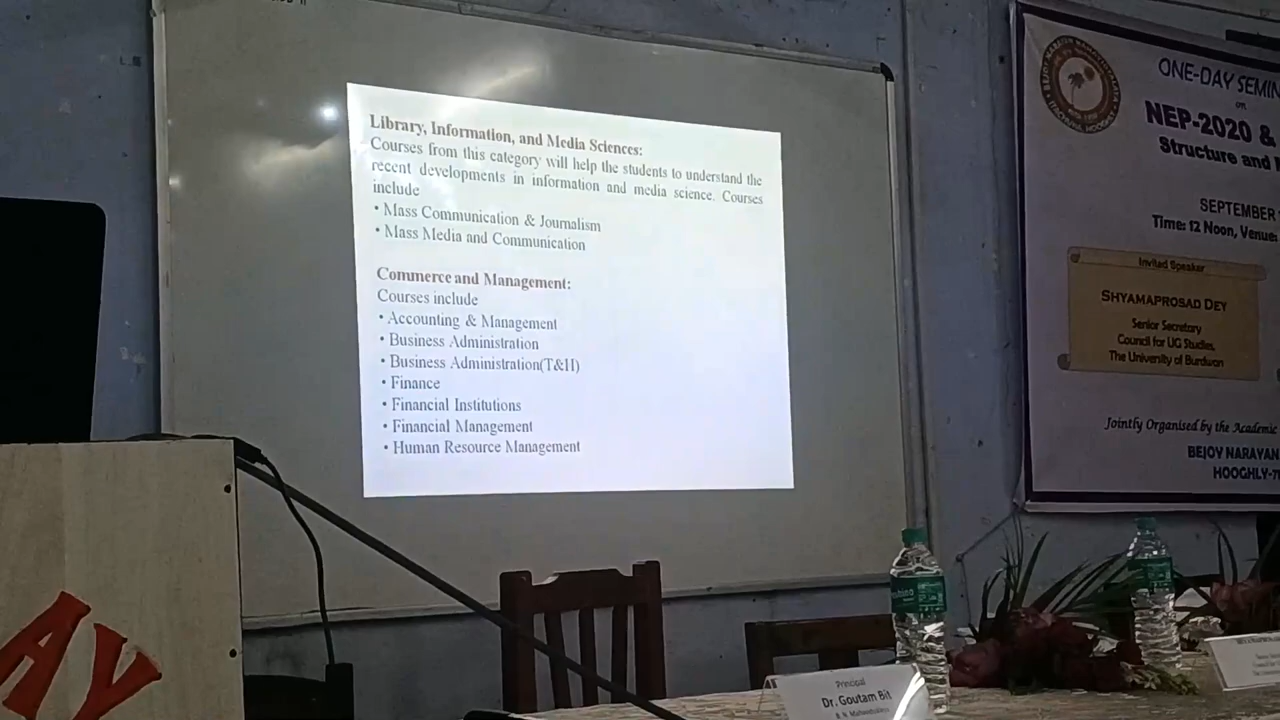 Library, Information, and Media Sciences:
Courses from this category will help the students to understand the
recent developments in information and media science. Courses
include
• Mass Communication & Journalism
• Mass Media and Communication
Commerce and Management:
Courses include
• Accounting & Management
• Business Administration
• Business Administration(T&H)
• Finance
• Financial Institutions
• Financial Management
• Human Resource Management
ONE-DAY SEMIN
on
NEP-2020 &
Structure and
SEPTEMBER
Time: 12 Noon, Venue:
Invited Speaker
SHYAMAPROSAD DEY
Senior Secretary
Council for UG Studies,
The University of Burdwan
Jointly Organised by the Academic
BEJOY NARAYAN
HOOGHLY-7
AY
Principal
Dr. Goutam Bit
B. N. Mahavidyalaya